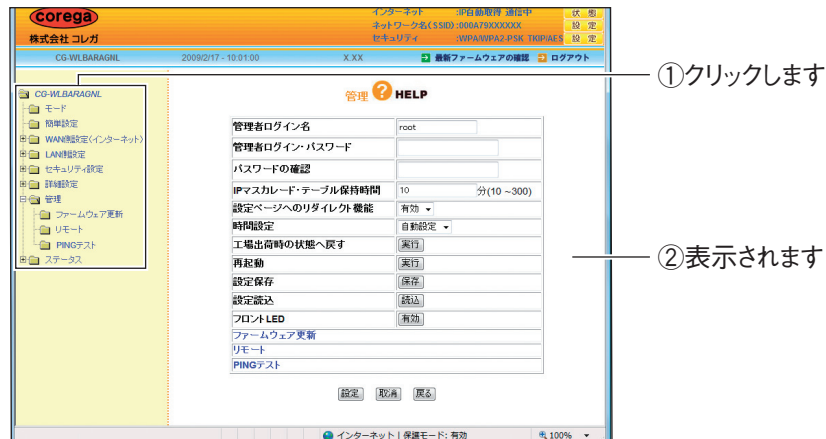 corega
株式会社 コレガ
インターネット :IP自動取得 通信中 状 態
ネットワーク名(SSID) :000A79XXXXXX 設 定
セキュリティ :WPA/WPA2-PSK TKIP/AES 設 定
CG-WLBARAGNL 2009/2/17 - 10:01:00 X.XX 最新ファームウェアの確認 ログアウト
①クリックします
CG-WLBARAGNL
モード
簡単設定
WAN側設定(インターネット)
LAN側設定
セキュリティ設定
詳細設定
管理
ファームウェア更新
リモート
PINGテスト
ステータス
管理 ? HELP
管理者ログイン名 root
管理者ログイン・パスワード
パスワードの確認
IPマスカレード・テーブル保持時間 10 分(10 ~300)
設定ページへのリダイレクト機能 有効
時間設定 自動設定
工場出荷時の状態へ戻す 実行
再起動 実行
設定保存 保存
設定読込 読込
フロントLED 有効
ファームウェア更新
リモート
PINGテスト
設定 取消 戻る
②表示されます
インターネット | 保護モード: 有効 100%